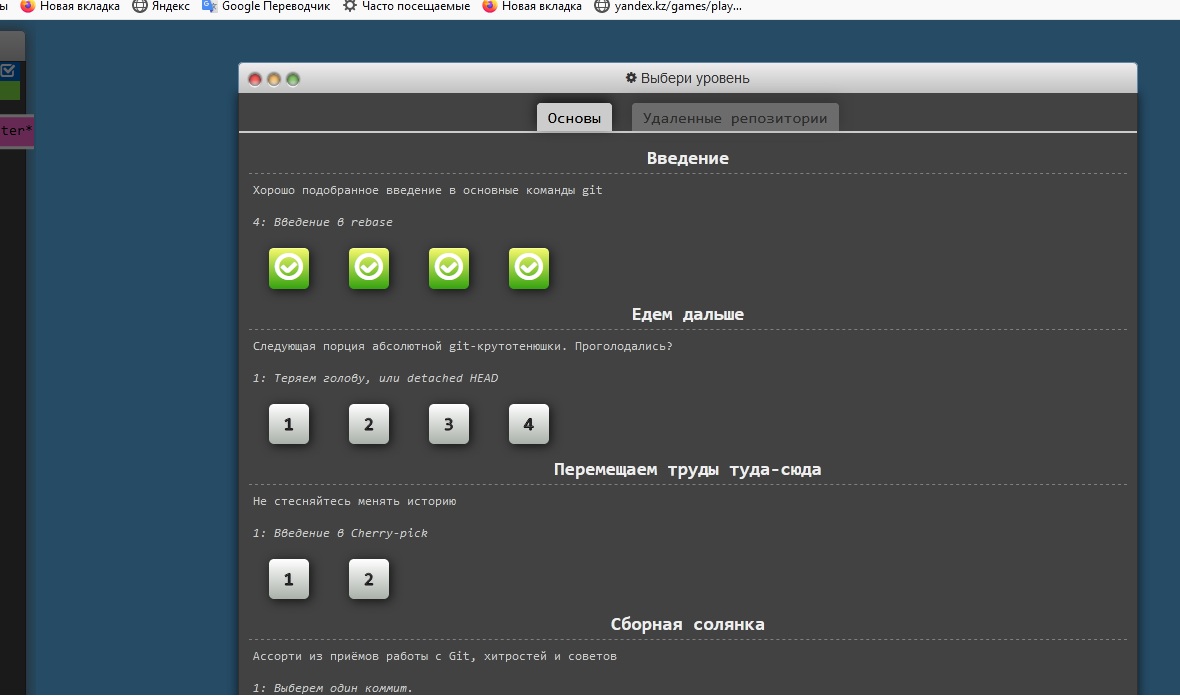 ы Новая вкладка Яндекс Google Переводчик Часто посещаемые Новая вкладка yandex.kz/games/play...
Выбери уровень
ter*
Основы Удаленные репозитории
Введение
Хорошо подобранное введение в основные команды git
4: Введение в rebase
Едем дальше
Следующая порция абсолютной git-крутотенюшки. Проголодались?
1: Теряем голову, или detached HEAD
1 2 3 4
Перемещаем труды туда-сюда
Не стесняйтесь менять историю
1: Введение в Cherry-pick
1 2
Сборная солянка
Ассорти из приёмов работы с Git, хитростей и советов
1: Выберем один коммит.